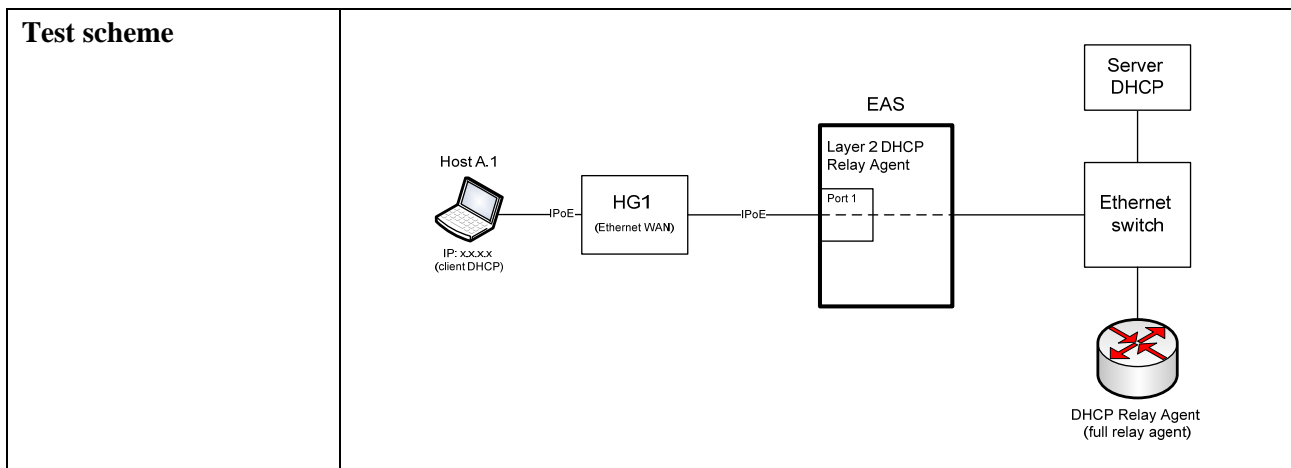 Test scheme
Server
DHCP
EAS
Layer 2 DHCP
Relay Agent
Host A.1
Port 1
HG1
(Ethernet WAN)
Ethernet
switch
IPoE
IPoE
IP: x.x.x.x
(client DHCP)
DHCP Relay Agent
(full relay agent)